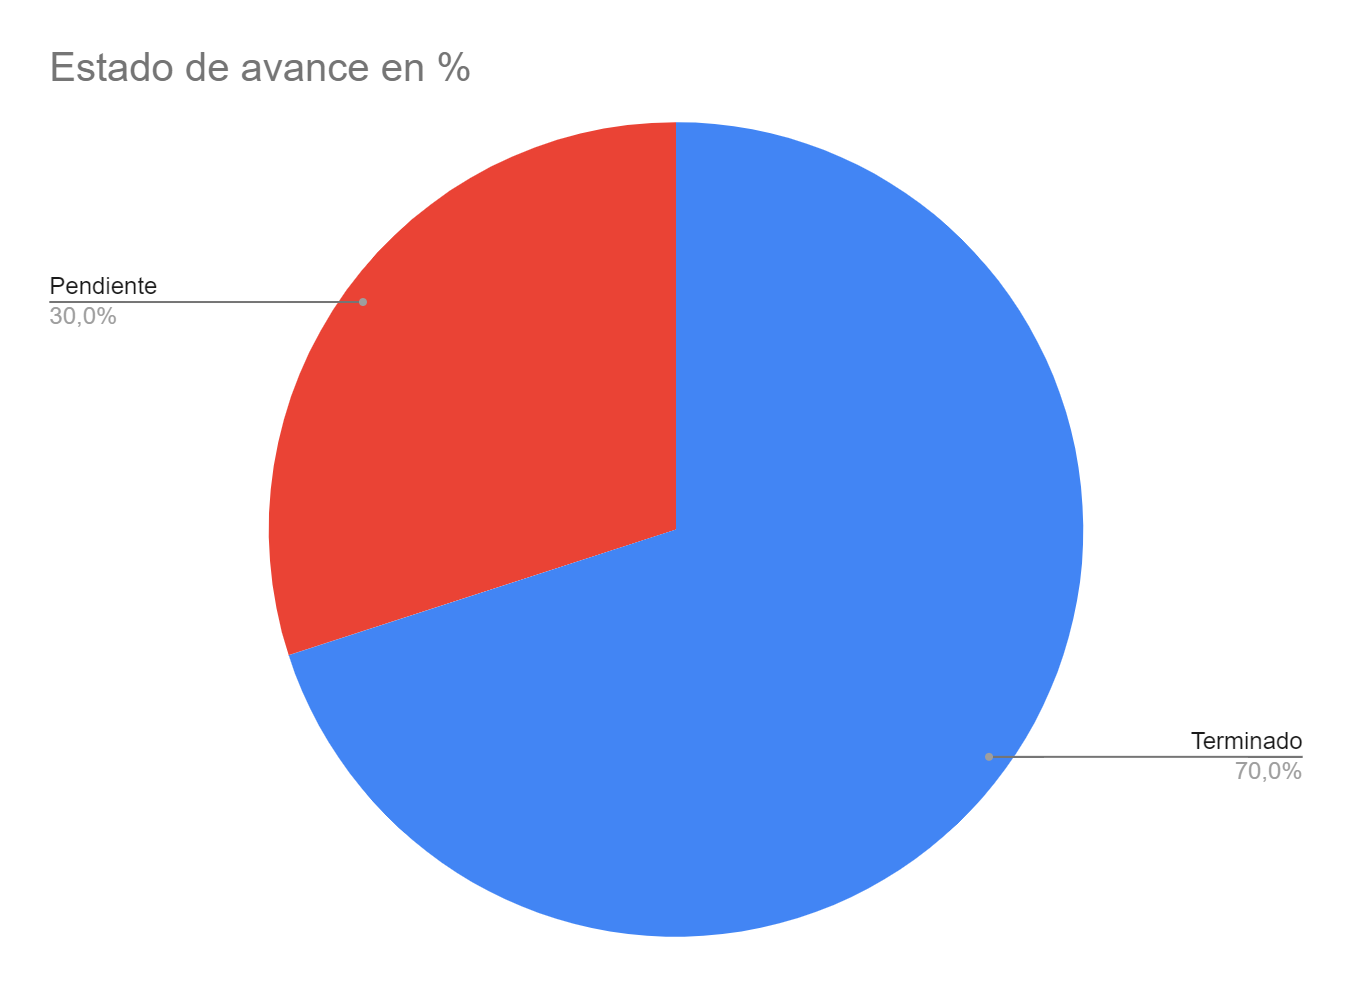 Estado de avance en %
Pendiente
30,0%
Terminado
70,0%